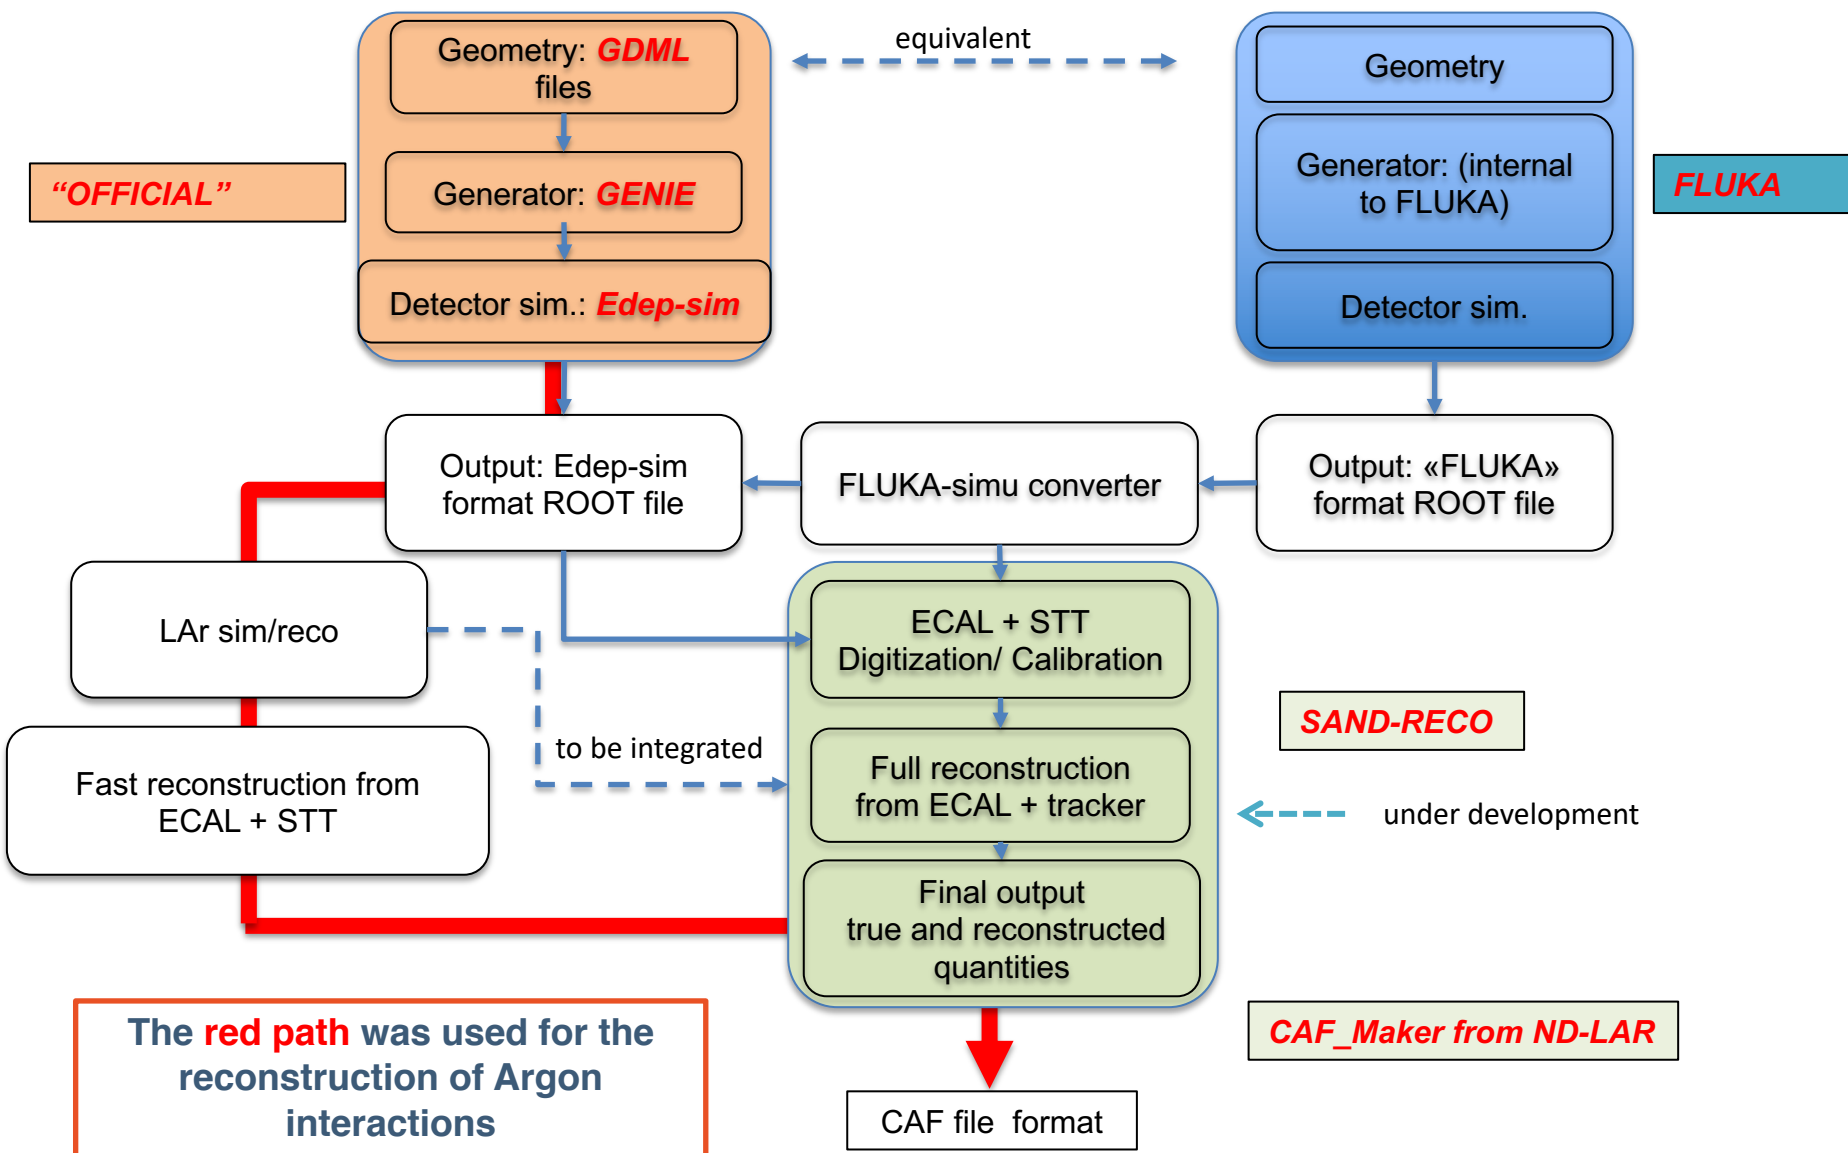 equivalent
Geometry: GDML
files
Generator: GENIE
Detector sim.: Edep-sim
“OFFICIAL”
Geometry
Generator: (internal
to FLUKA)
Detector sim.
FLUKA
Output: Edep-sim
format ROOT file
FLUKA-simu converter
Output: «FLUKA»
format ROOT file
LAr sim/reco
ECAL + STT
Digitization/ Calibration
SAND-RECO
to be integrated
Fast reconstruction from
ECAL + STT
Full reconstruction
from ECAL + tracker
under development
Final output
true and reconstructed
quantities
The red path was used for the
reconstruction of Argon
interactions
CAF_Maker from ND-LAR
CAF file format